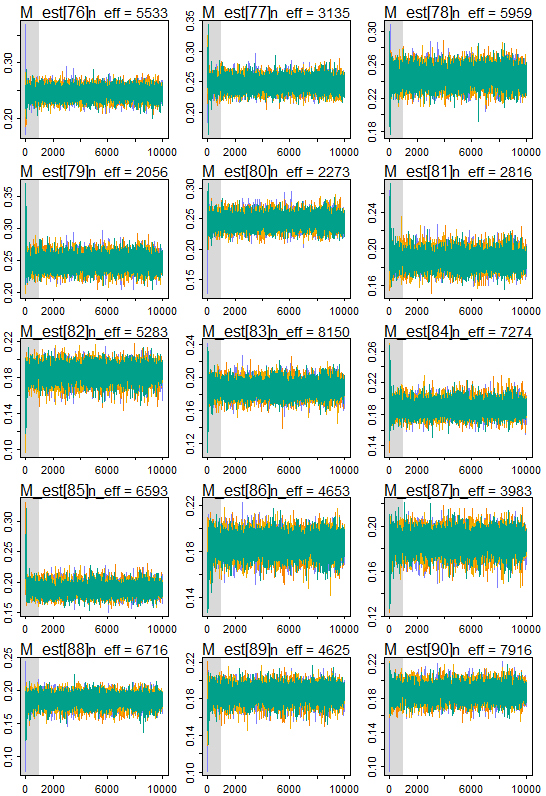 M_est[76]n_eff = 5533
M_est[77]n_eff = 3135
M_est[78]n_eff = 5959
0.20 0.30
0.20 0.25 0.30 0.35
0.18 0.22 0.26 0.30
0 2000 6000 10000
0 2000 6000 10000
0 2000 6000 10000
M_est[79]n_eff = 2056
M_est[80]n_eff = 2273
M_est[81]n_eff = 2816
0.20 0.25 0.30 0.35
0.15 0.20 0.25 0.30
0.16 0.20 0.24
0 2000 6000 10000
0 2000 6000 10000
0 2000 6000 10000
M_est[82]n_eff = 5283
M_est[83]n_eff = 8150
M_est[84]n_eff = 7274
0.10 0.14 0.18 0.22
0.12 0.16 0.20 0.24
0.14 0.18 0.22 0.26
0 2000 6000 10000
0 2000 6000 10000
0 2000 6000 10000
M_est[85]n_eff = 6593
M_est[86]n_eff = 4653
M_est[87]n_eff = 3983
0.15 0.20 0.25 0.30
0.14 0.18 0.22
0.12 0.16 0.20
0 2000 6000 10000
0 2000 6000 10000
0 2000 6000 10000
M_est[88]n_eff = 6716
M_est[89]n_eff = 4625
M_est[90]n_eff = 7916
0.10 0.15 0.20 0.25
0.10 0.14 0.18 0.22
0.10 0.14 0.18 0.22
0 2000 6000 10000
0 2000 6000 10000
0 2000 6000 10000